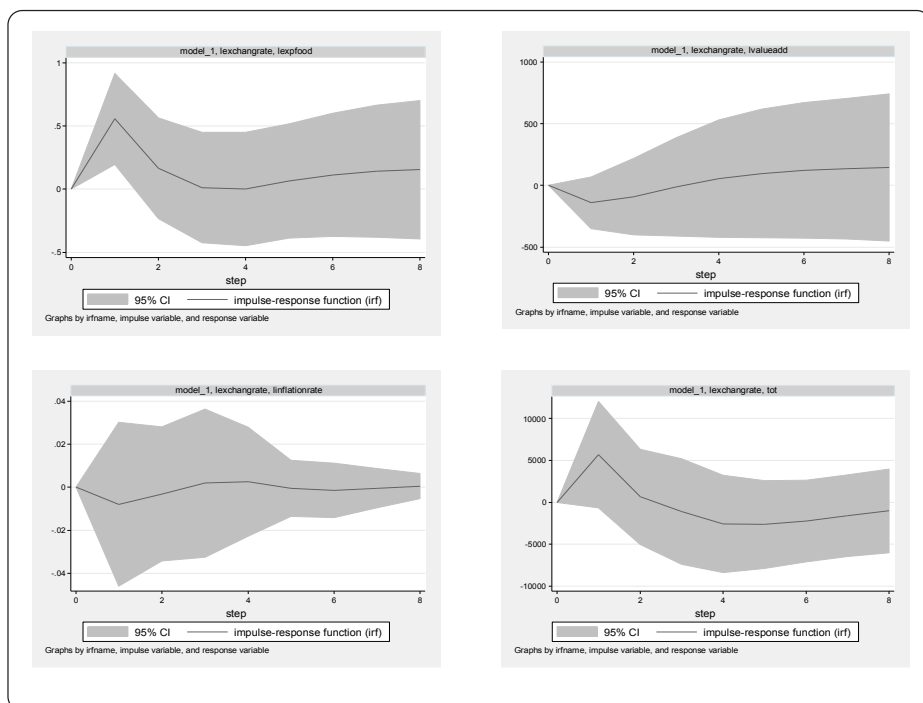 model_1, lexchangrate, lexpfood
1
.5
0
-.5
0 2 4 6 8
step
95% CI impulse-response function (irf)
Graphs by irfname, impulse variable, and response variable
model_1, lexchangrate, lvalueadd
1000
500
0
-500
0 2 4 6 8
step
95% CI impulse-response function (irf)
Graphs by irfname, impulse variable, and response variable
model_1, lexchangrate, linflationrate
.04
.02
0
-.02
-.04
0 2 4 6 8
step
95% CI impulse-response function (irf)
Graphs by irfname, impulse variable, and response variable
model_1, lexchangrate, tot
10000
5000
0
-5000
-10000
0 2 4 6 8
step
95% CI impulse-response function (irf)
Graphs by irfname, impulse variable, and response variable